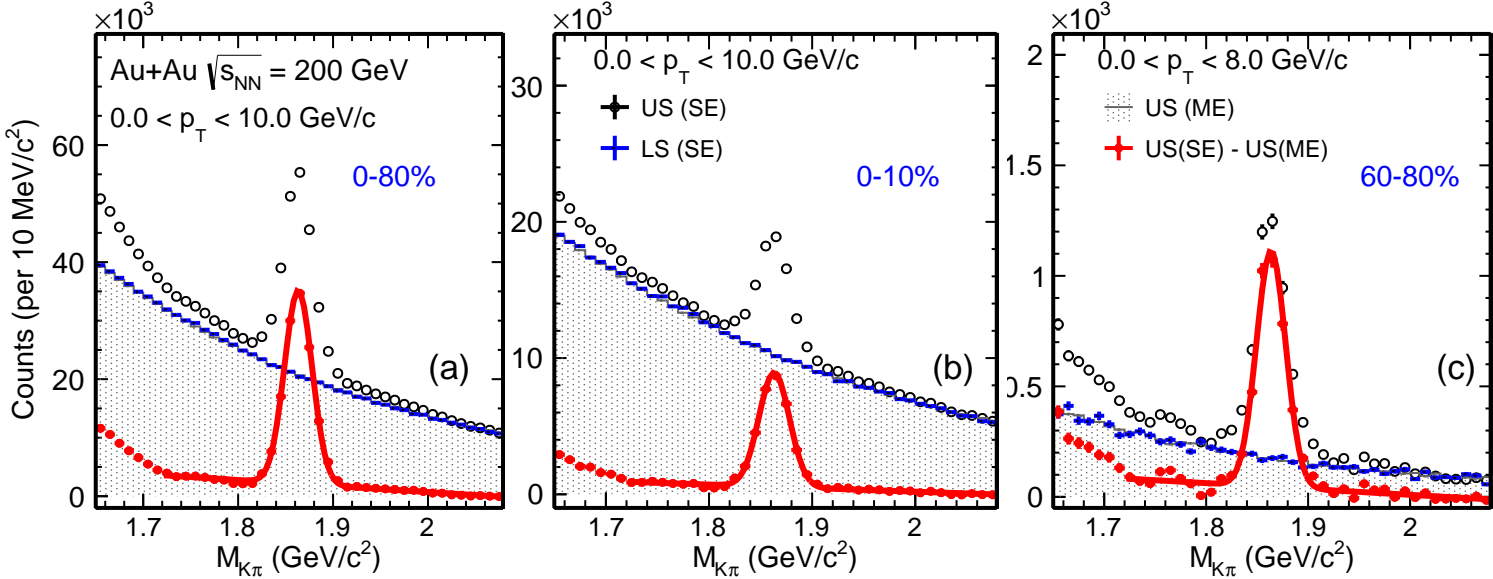 ×10³
Au+Au √s_NN = 200 GeV
0.0 < p_T < 10.0 GeV/c
0-80%
(a)
Counts (per 10 MeV/c²)
60
40
20
0
1.7 1.8 1.9 2
M_Kπ (GeV/c²)
×10³
0.0 < p_T < 10.0 GeV/c
US (SE)
LS (SE)
0-10%
(b)
30
20
10
0
1.7 1.8 1.9 2
M_Kπ (GeV/c²)
×10³
0.0 < p_T < 8.0 GeV/c
US (ME)
US(SE) - US(ME)
60-80%
(c)
2
1.5
1
0.5
0
1.7 1.8 1.9 2
M_Kπ (GeV/c²)